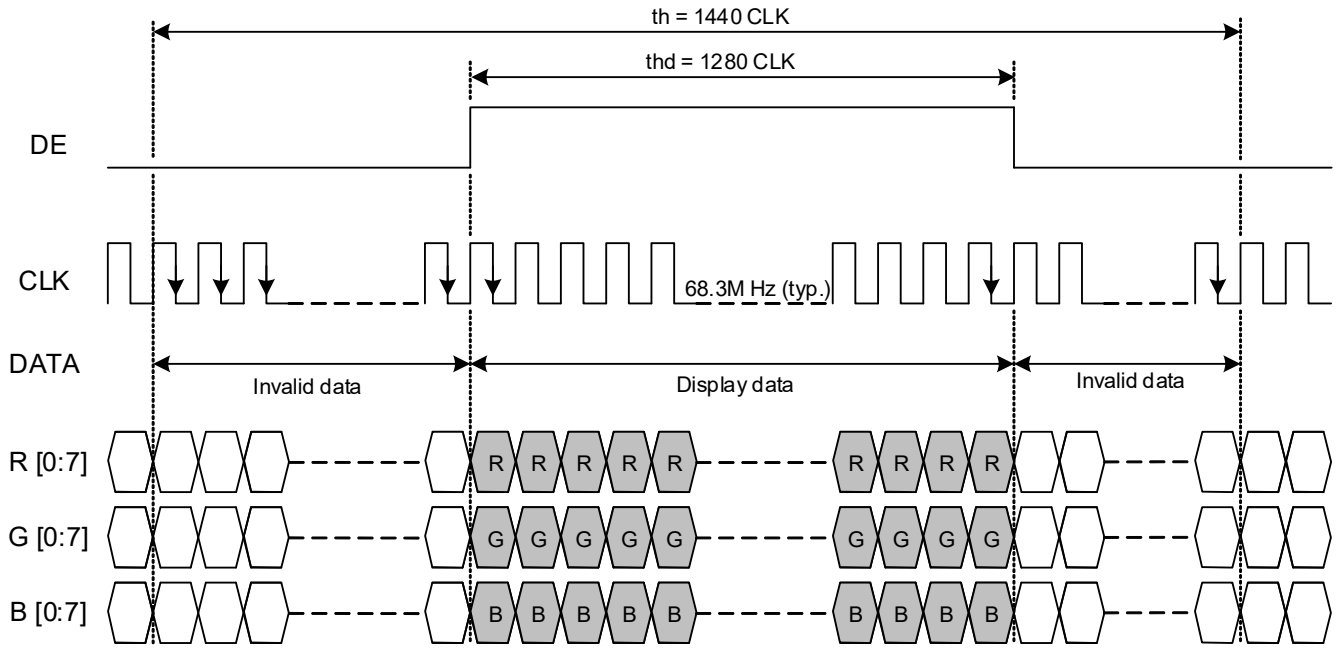 th = 1440 CLK
thd = 1280 CLK
DE
CLK
68.3M Hz (typ.)
DATA
Invalid data
Display data
Invalid data
R [0:7]
R R R R R R R R R
G [0:7]
G G G G G G G G G
B [0:7]
B B B B B B B B B